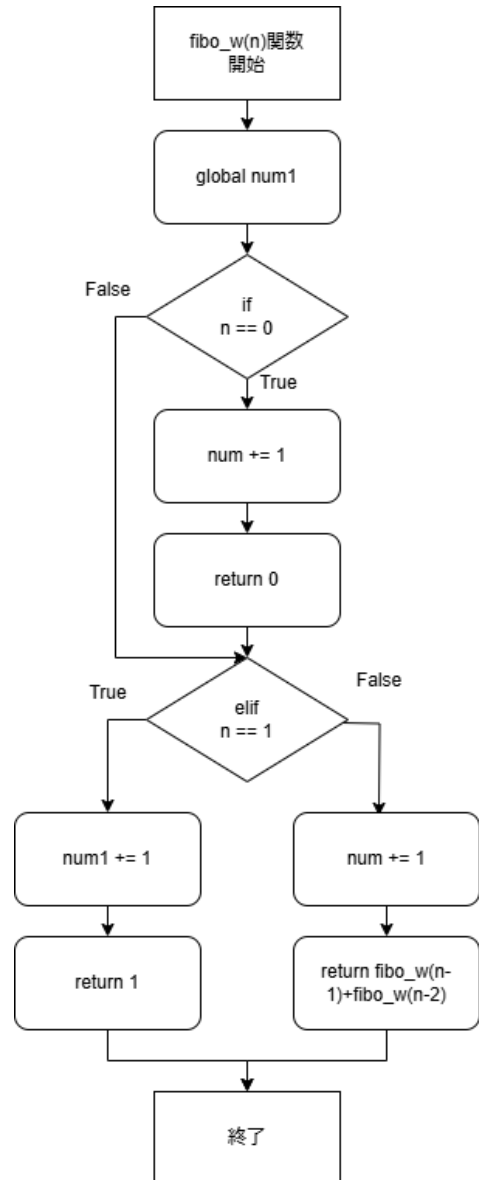 fibo_w(n)関数
開始
global num1
False
if
n == 0
True
num += 1
return 0
True
False
elif
n == 1
num1 += 1
num += 1
return 1
return fibo_w(n-
1)+fibo_w(n-2)
終了